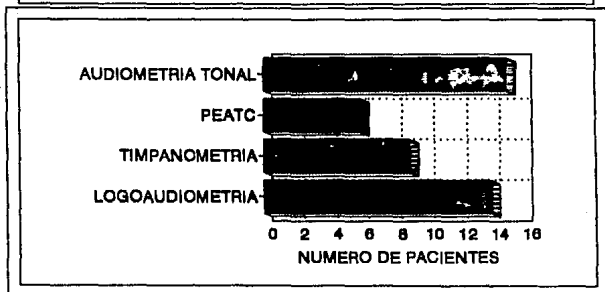 AUDIOMETRIA TONAL
PEATC
TIMPANOMETRIA
LOGOAUDIOMETRIA
0 2 4 6 8 10 12 14 16
NUMERO DE PACIENTES